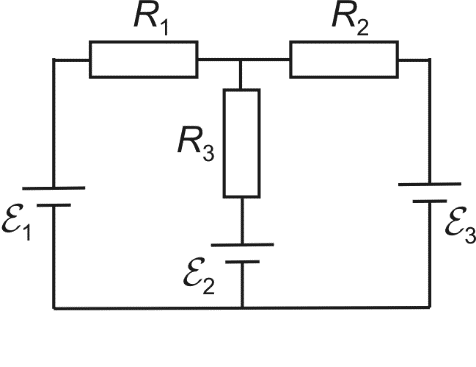 R₁
R₂
R₃
ℰ₁
ℰ₂
ℰ₃